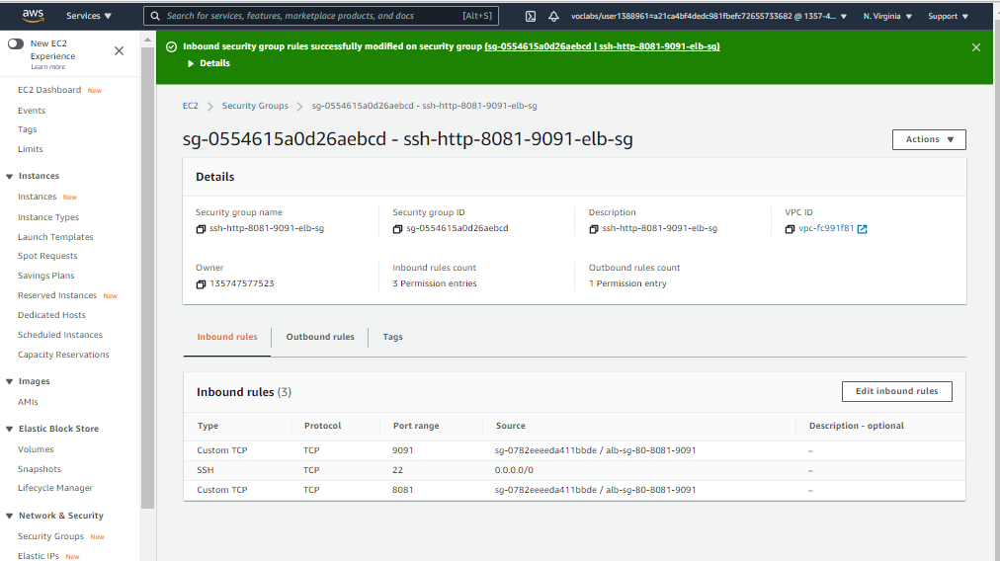 aws
Services
Search for services, features, marketplace products, and docs
[Alt+S]
voclabs/user1388961=a21ca4bf4dedc981fbefc72655733682 @ 1357-4...
N. Virginia
Support
New EC2
Experience
Learn more
EC2 Dashboard New
Events
Tags
Limits
Instances
Instances New
Instance Types
Launch Templates
Spot Requests
Savings Plans
Reserved Instances New
Dedicated Hosts
Scheduled Instances
Capacity Reservations
Images
AMIs
Elastic Block Store
Volumes
Snapshots
Lifecycle Manager
Network & Security
Security Groups New
Elastic IPs New
Inbound security group rules successfully modified on security group (sg-0554615a0d26aebcd | ssh-http-8081-9091-elb-sg)
Details
EC2 > Security Groups > sg-0554615a0d26aebcd - ssh-http-8081-9091-elb-sg
sg-0554615a0d26aebcd - ssh-http-8081-9091-elb-sg
Actions
Details
Security group name
ssh-http-8081-9091-elb-sg
Security group ID
sg-0554615a0d26aebcd
Description
ssh-http-8081-9091-elb-sg
VPC ID
vpc-fc991f81
Owner
135747577523
Inbound rules count
3 Permission entries
Outbound rules count
1 Permission entry
Inbound rules
Outbound rules
Tags
Inbound rules (3)
Edit inbound rules
Type Protocol Port range Source Description - optional
Custom TCP TCP 9091 sg-0782eeeeda411bbde / alb-sg-80-8081-9091 –
SSH TCP 22 0.0.0.0/0 –
Custom TCP TCP 8081 sg-0782eeeeda411bbde / alb-sg-80-8081-9091 –